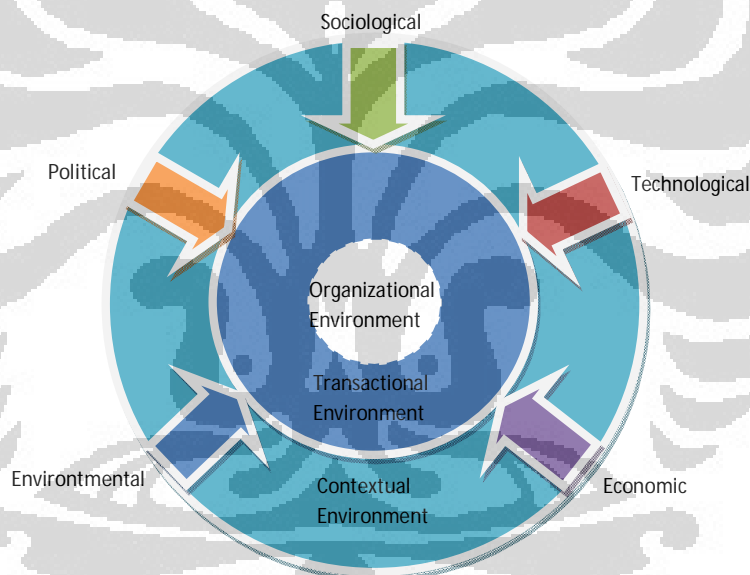 Sociological
Political
Technological
Organizational
Environment
Transactional
Environment
Environtmental
Contextual
Environment
Economic